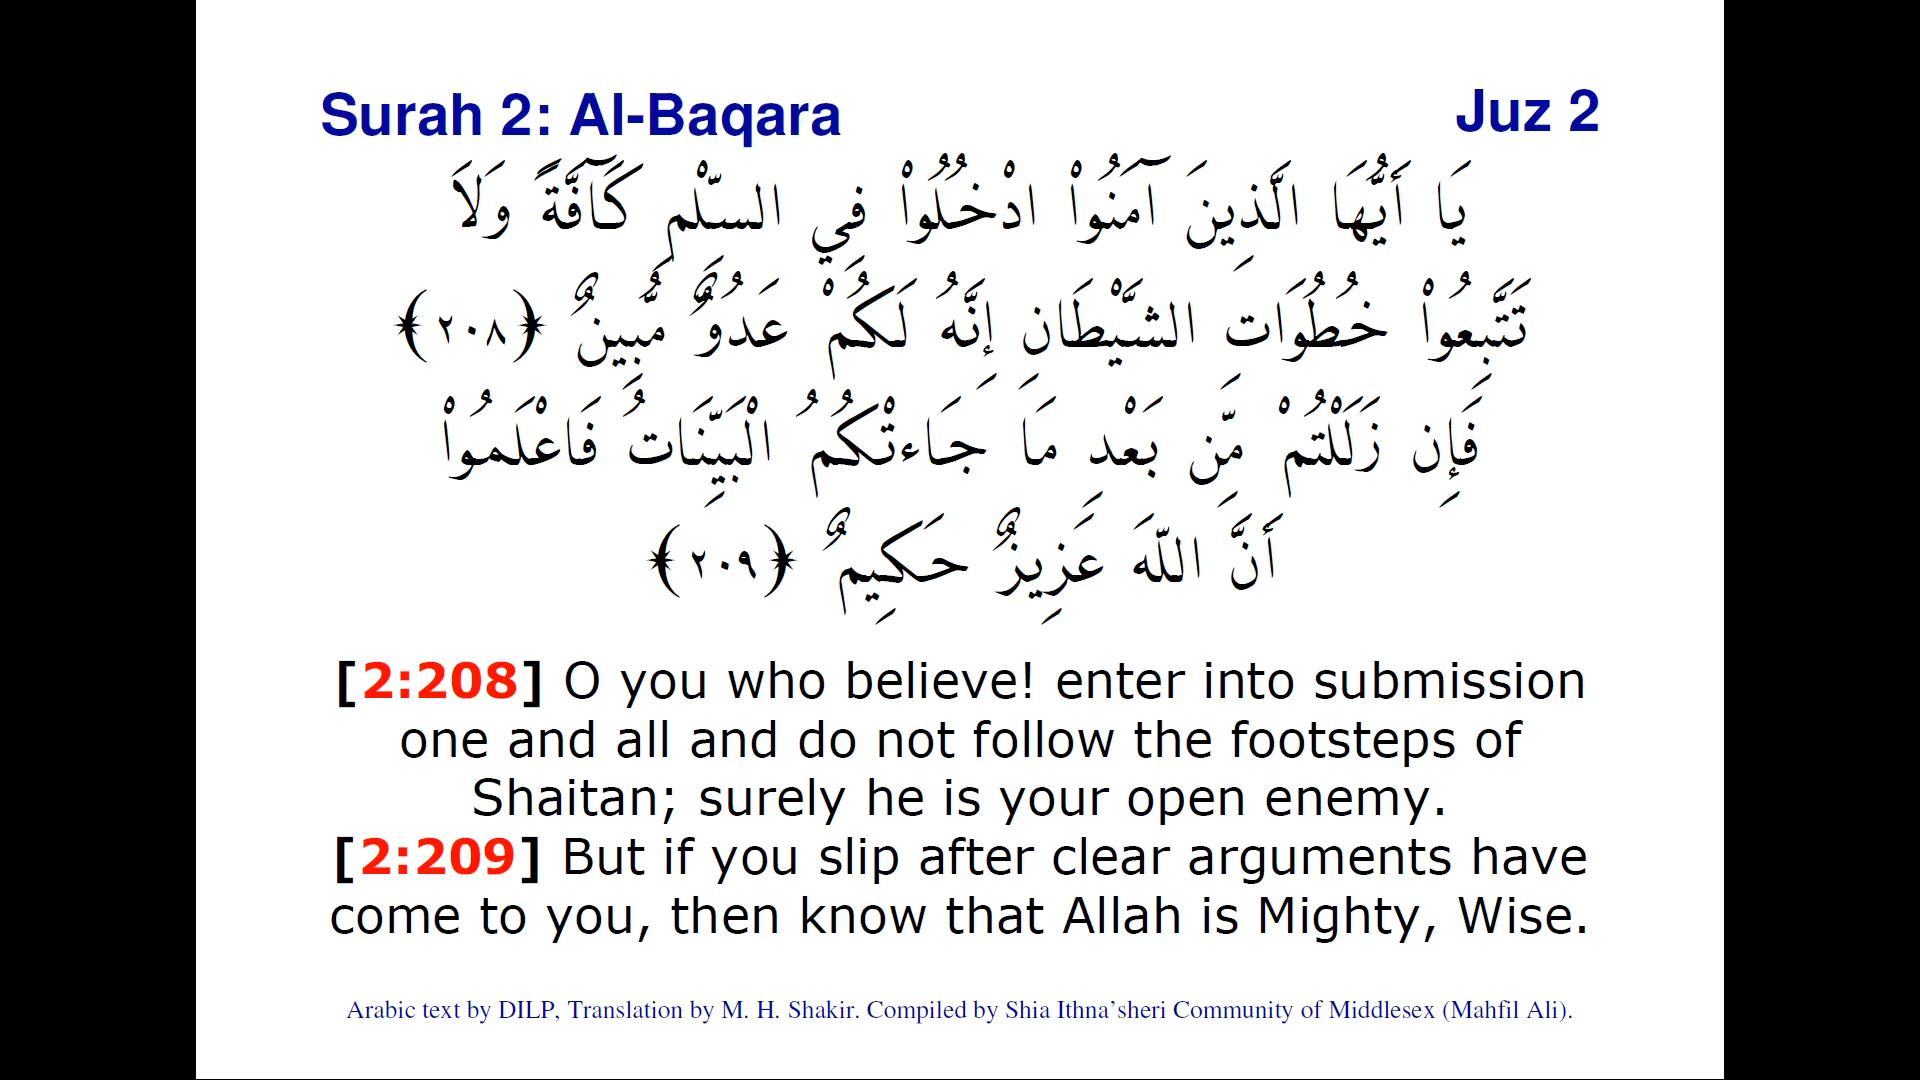 Surah 2: Al-Baqara Juz 2
يَا أَيُّهَا الَّذِينَ آمَنُواْ ادْخُلُواْ فِي السِّلْمِ كَآفَّةً وَلاَ
تَتَّبِعُواْ خُطُوَاتِ الشَّيْطَانِ إِنَّهُ لَكُمْ عَدُوٌّ مُّبِينٌ ﴿٢٠٨﴾
فَإِن زَلَلْتُمْ مِّن بَعْدِ مَا جَاءتْكُمُ الْبَيِّنَاتُ فَاعْلَمُواْ
أَنَّ اللّهَ عَزِيزٌ حَكِيمٌ ﴿٢٠٩﴾
[2:208] O you who believe! enter into submission
one and all and do not follow the footsteps of
Shaitan; surely he is your open enemy.
[2:209] But if you slip after clear arguments have
come to you, then know that Allah is Mighty, Wise.
Arabic text by DILP, Translation by M. H. Shakir. Compiled by Shia Ithna’sheri Community of Middlesex (Mahfil Ali).